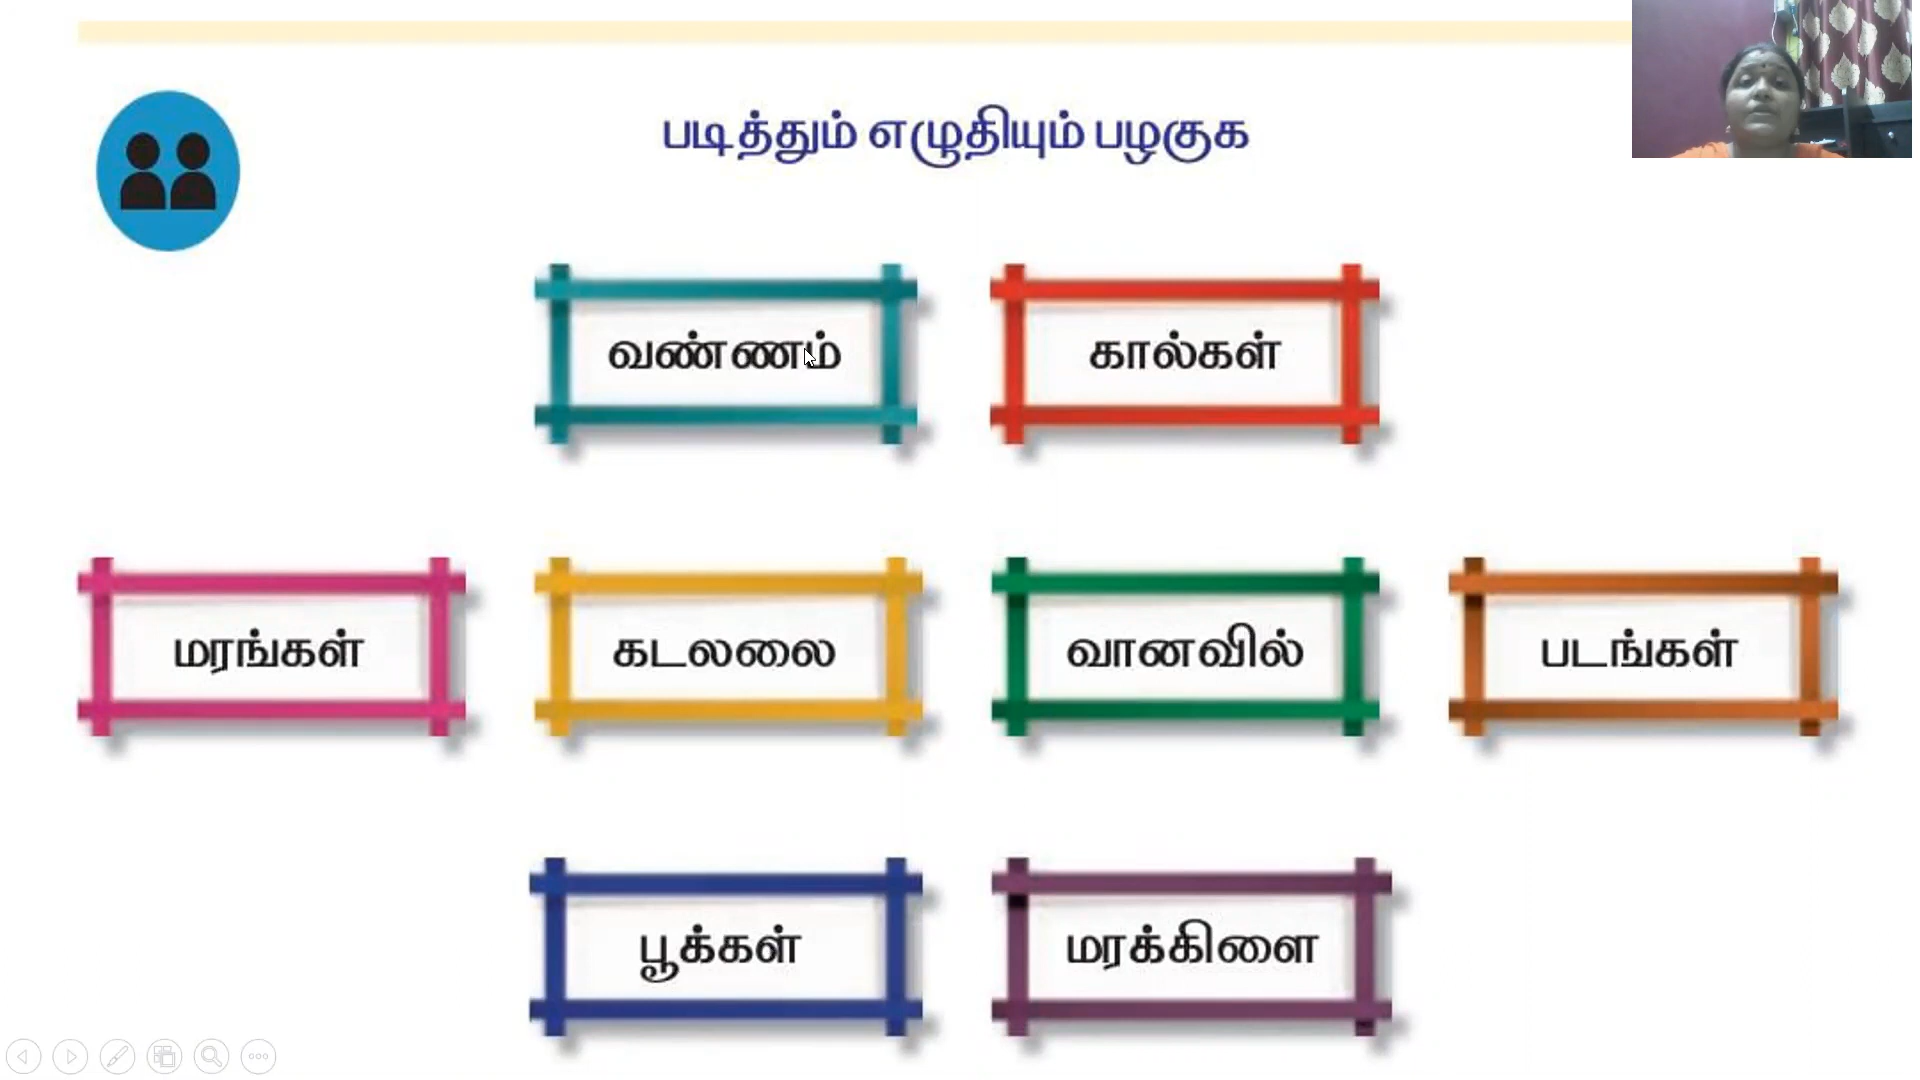 படித்தும் எழுதியும் பழகுக
வண்ணம்
கால்கள்
மரங்கள்
கடலலை
வானவில்
படங்கள்
பூக்கள்
மரக்கிளை